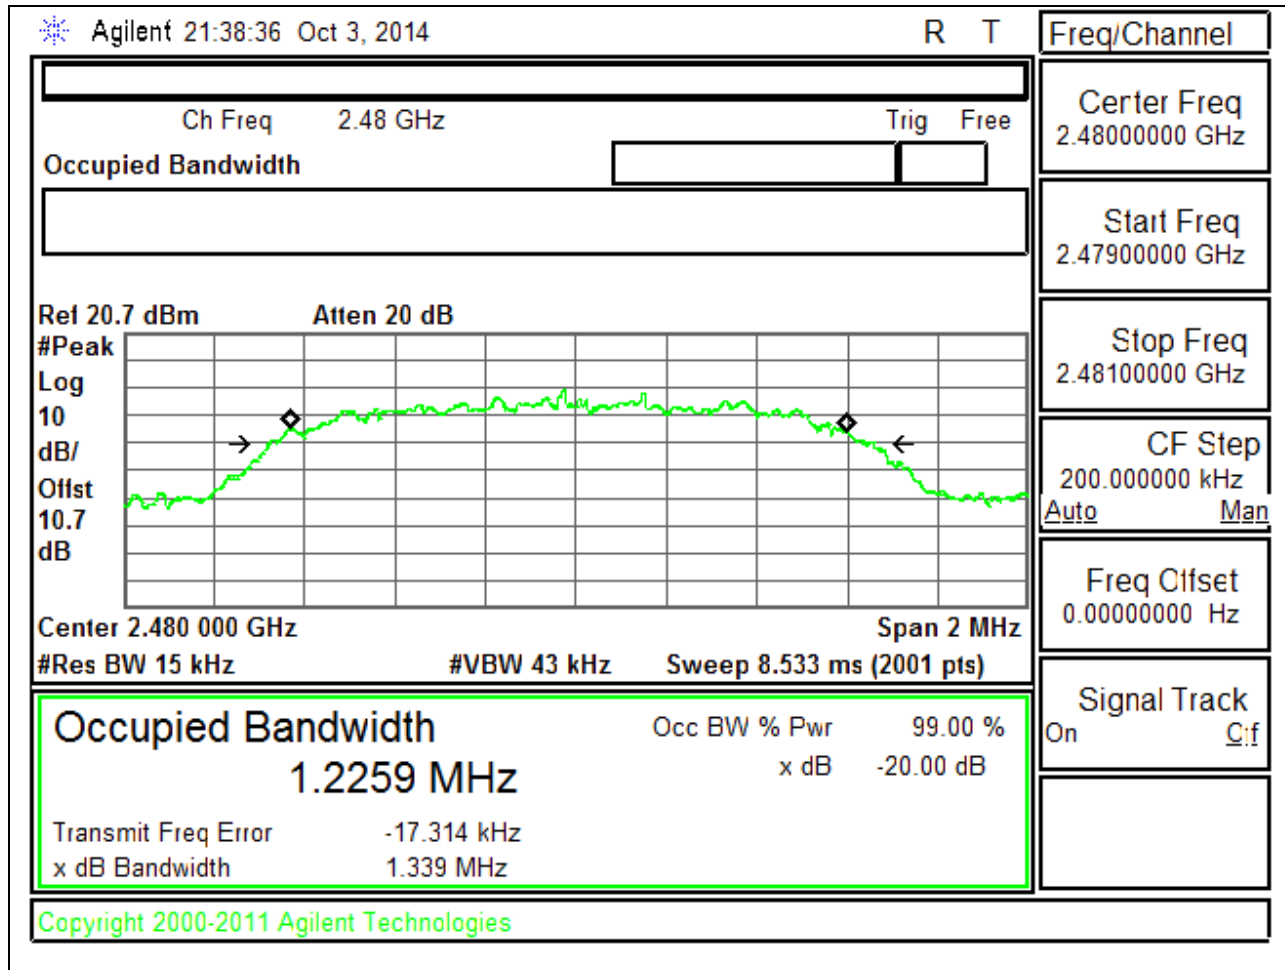 Agilent 21:38:36 Oct 3, 2014 R T
Freq/Channel
Ch Freq 2.48 GHz Trig Free
Occupied Bandwidth
Center Freq
2.48000000 GHz
Start Freq
2.47900000 GHz
Stop Freq
2.48100000 GHz
CF Step
200.000000 kHz
Auto Man
Freq Offset
0.00000000 Hz
Signal Track
On Off
Ref 20.7 dBm Atten 20 dB
#Peak
Log
10
dB/
Offst
10.7
dB
Center 2.480 000 GHz Span 2 MHz
#Res BW 15 kHz #VBW 43 kHz Sweep 8.533 ms (2001 pts)
Occupied Bandwidth
1.2259 MHz
Occ BW % Pwr 99.00 %
x dB -20.00 dB
Transmit Freq Error -17.314 kHz
x dB Bandwidth 1.339 MHz
Copyright 2000-2011 Agilent Technologies